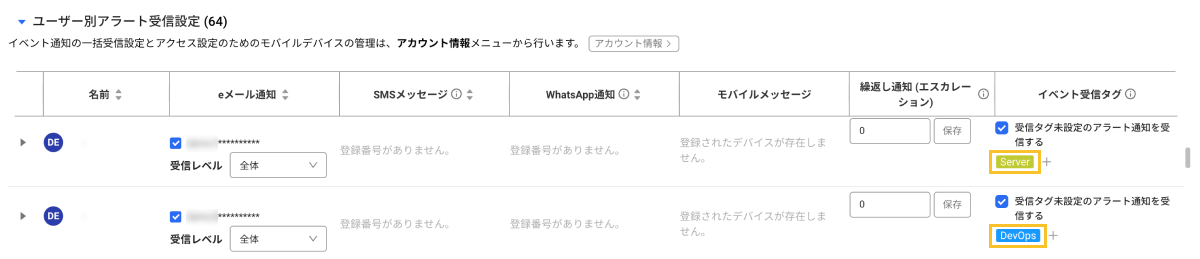 ユーザー別アラート受信設定 (64)
イベント通知の一括受信設定とアクセス設定のためのモバイルデバイスの管理は、アカウント情報メニューから行います。 アカウント情報 >
名前 eメール通知 SMSメッセージ WhatsApp通知 モバイルメッセージ 繰返し通知 (エスカレーション) イベント受信タグ
DE
**********
受信レベル 全体
登録番号がありません。
登録番号がありません。
登録されたデバイスが存在しま
せん。
0 保存
受信タグ未設定のアラート通知を受
信する
Server +
DE
**********
受信レベル 全体
登録番号がありません。
登録番号がありません。
登録されたデバイスが存在しま
せん。
0 保存
受信タグ未設定のアラート通知を受
信する
DevOps +